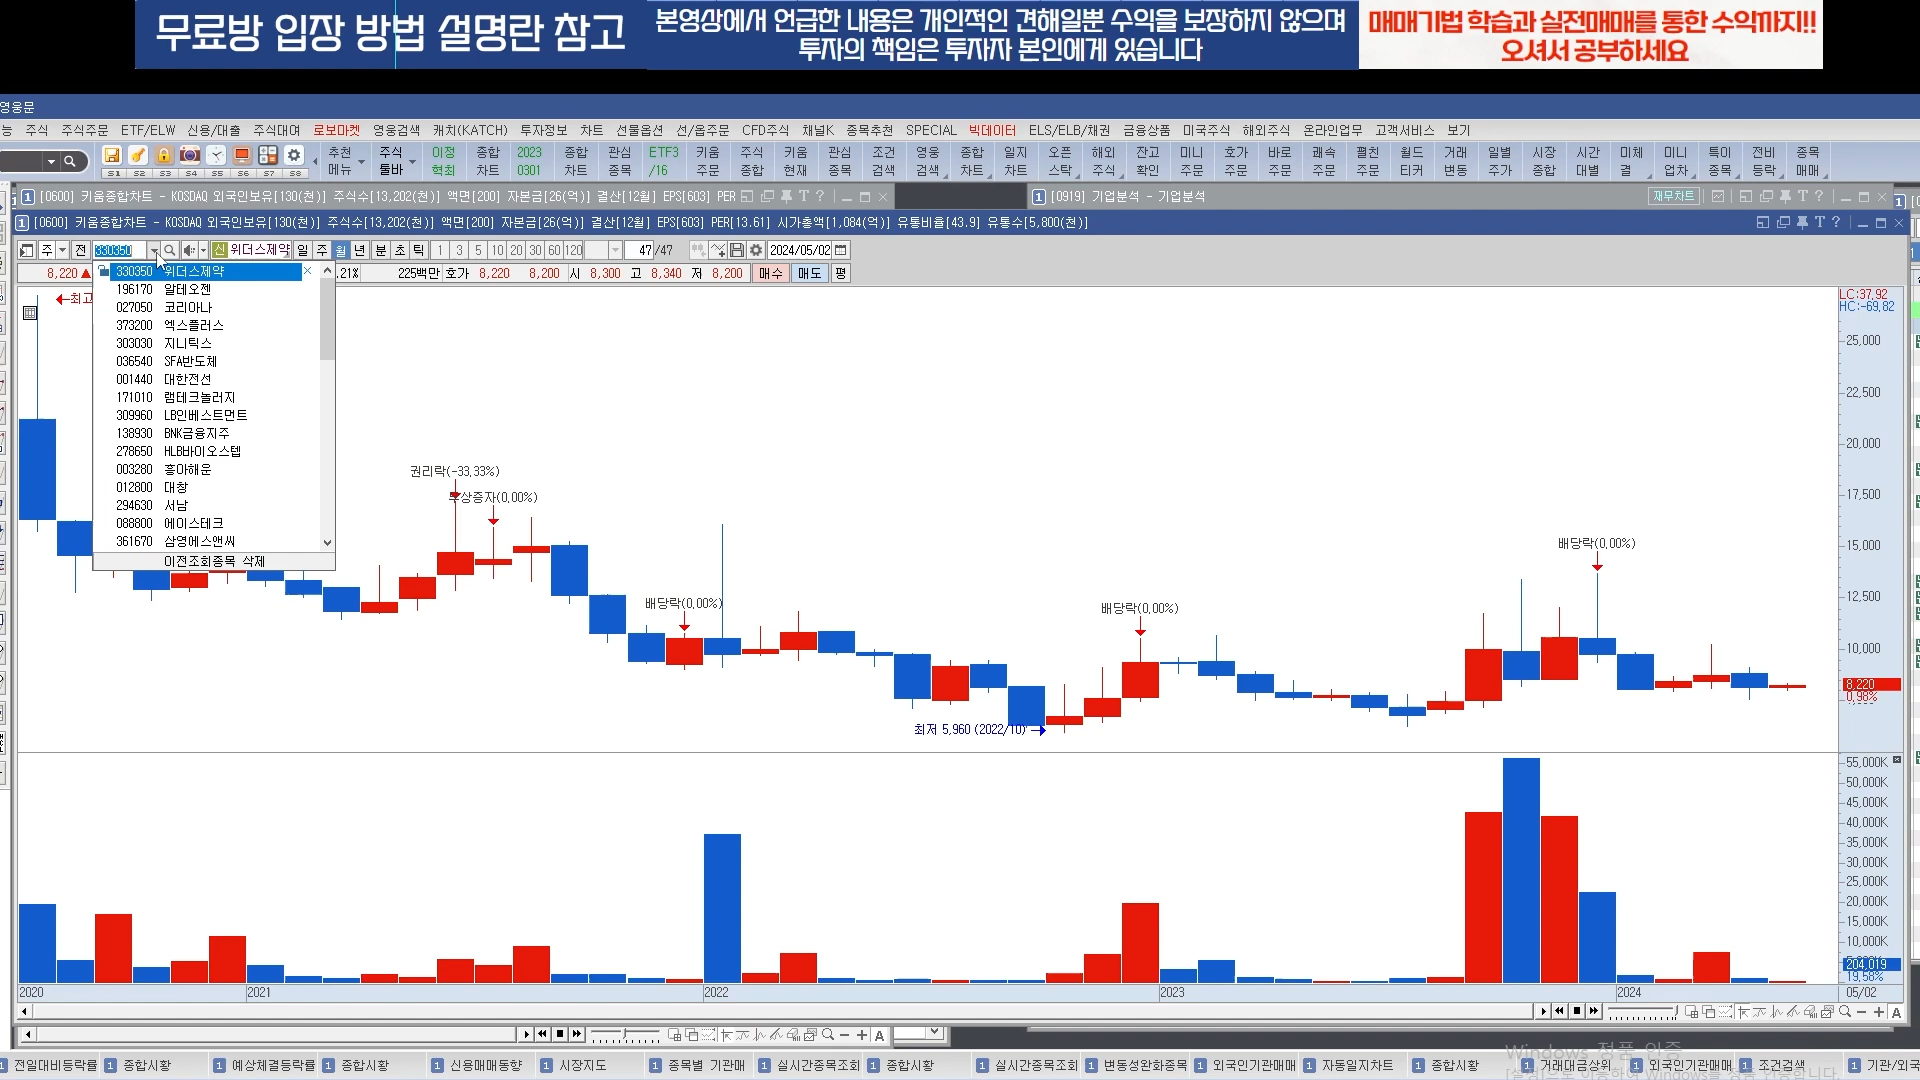 무료방 입장 방법 설명란 참고
본영상에서 언급한 내용은 개인적인 견해일뿐 수익을 보장하지 않으며
투자의 책임은 투자자 본인에게 있습니다
매매기법 학습과 실전매매를 통한 수익까지!!
오셔서 공부하세요
영웅문
능 주식 주식주문 ETF/ELW 신용/대출 주식대여 로보마켓 영웅검색 캐치(KATCH) 투자정보 차트 선물옵션 선/옵주문 CFD주식 채널K 종목추천 SPECIAL 빅데이터 ELS/ELB/채권 금융상품 미국주식 해외주식 온라인업무 고객서비스 보기
추천 주식 이정 종합 2023 종합 관심 ETF3 키움 주식 키움 관심 조건 영웅 종합 일지 오픈 해외 잔고 미니 호가 바로 쾌속 펼친 월드 거래 일별 시장 시간 미체 미니 특이 전비 종목
메뉴 툴바 혁최 차트 0301 차트 종목 /16 주문 종합 현재 종목 검색 검색 차트 차트 스탁 주식 확인 주문 주문 주문 주문 주문 티커 변동 주가 종합 대별 결 업차 종목 등락 매매
S1 S2 S3 S4 S5 S6 S7 S8
1 [0600] 키움종합차트 - KOSDAQ 외국인보유[130(천)] 주식수[13,202(천)] 액면[200] 자본금[26(억)] 결산[12월] EPS[603] PER
1 [0919] 기업분석 - 기업분석 재무차트
1 [0600] 키움종합차트 - KOSDAQ 외국인보유[130(천)] 주식수[13,202(천)] 액면[200] 자본금[26(억)] 결산[12월] EPS[603] PER[13.61] 시가총액[1,084(억)] 유통비율[43.9] 유통수[5,800(천)]
주 전 330350 신 위더스제약 일 주 월 년 분 초 틱 1 3 5 10 20 30 60 120 47 /47 2024/05/02
8,220 ▲ .21% 225백만 호가 8,220 8,200 시 8,300 고 8,340 저 8,200 매수 매도 평
330350 위더스제약
196170 알테오젠
027050 코리아나
373200 엑스플러스
303030 지니틱스
036540 SFA반도체
001440 대한전선
171010 램테크놀러지
309960 LB인베스트먼트
138930 BNK금융지주
278650 HLB바이오스텝
003280 흥아해운
012800 대창
294630 서남
088800 에이스테크
361670 삼영에스앤씨
이전조회종목 삭제
최고
LC:37,92
HC:-69,82
25,000
22,500
20,000
17,500
15,000
12,500
10,000
8,220
0,98%
권리락(-33,33%)
상증자(0,00%)
배당락(0,00%)
배당락(0,00%)
배당락(0,00%)
최저 5,960 (2022/10)
55,000K
50,000K
45,000K
40,000K
35,000K
30,000K
25,000K
20,000K
15,000K
10,000K
204,019
19,58%
2020 2021 2022 2023 2024 05/02
A
A
Windows 정품 인증
1 전일대비등락률 1 종합시황 1 예상체결등락률 1 종합시황 1 신용매매동향 1 시장지도 1 종목별 기관매 1 실시간종목조회 1 종합시황 1 실시간종목조회 1 변동성완화종목 1 외국인기관매매 1 자동일지차트 1 종합시황 1 거래대금상위 1 외국인기관매매 1 조건검색 1 기관/외국